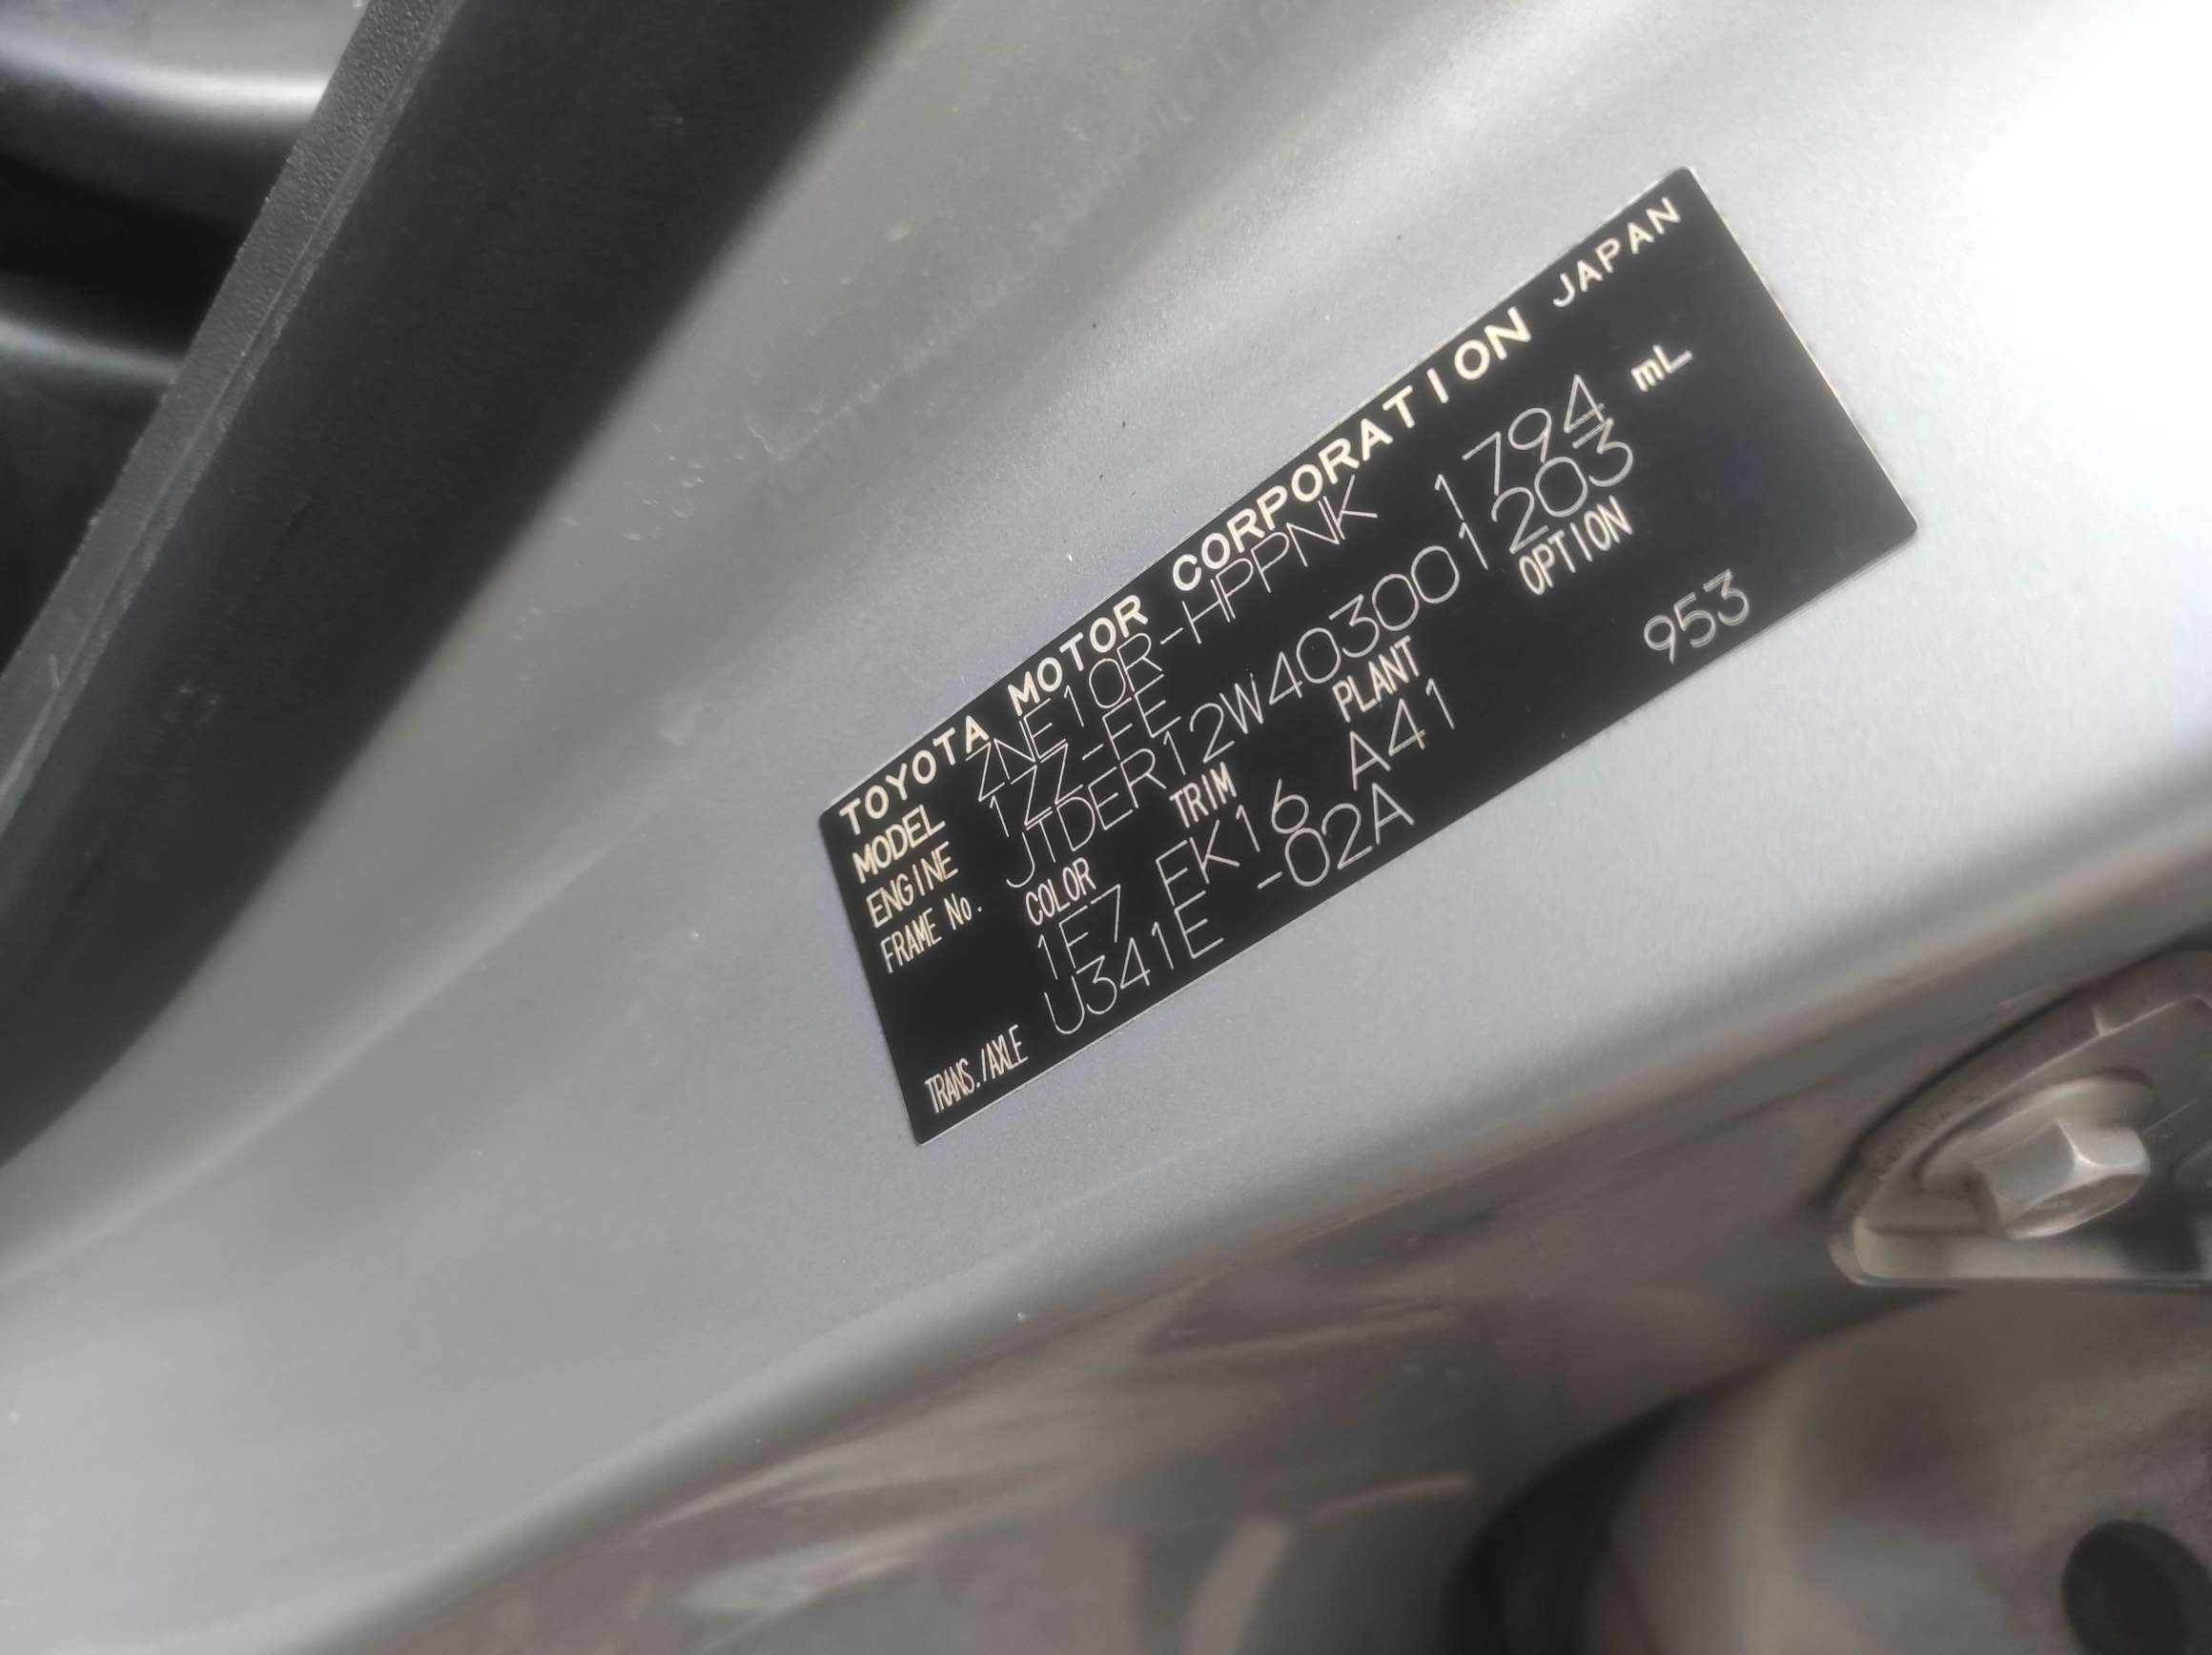 TOYOTA MOTOR CORPORATION JAPAN
MODEL ZNE10R-HPPNK
ENGINE 1ZZ-FE 1794 mL
FRAME No. JTDER12W403001203
COLOR TRIM PLANT OPTION
1F7 EK16 A41 953
TRANS./AXLE U341E -02A